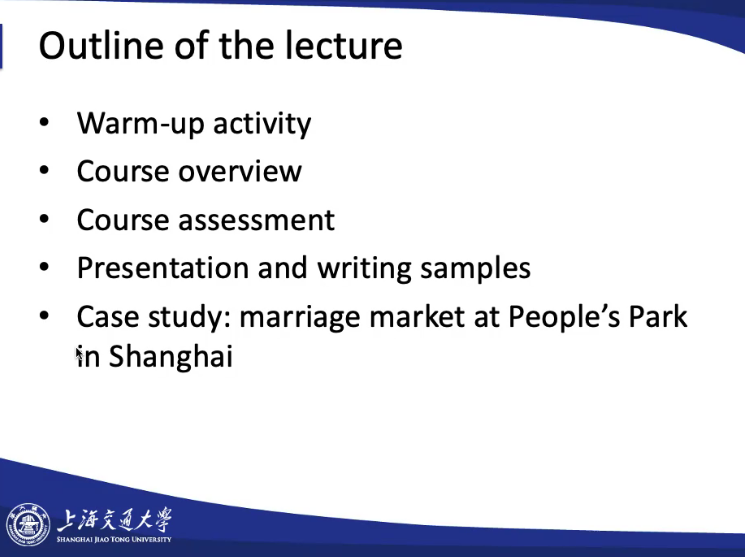 Outline of the lecture
• Warm-up activity
• Course overview
• Course assessment
• Presentation and writing samples
• Case study: marriage market at People’s Park
in Shanghai
上海交通大学
SHANGHAI JIAO TONG UNIVERSITY